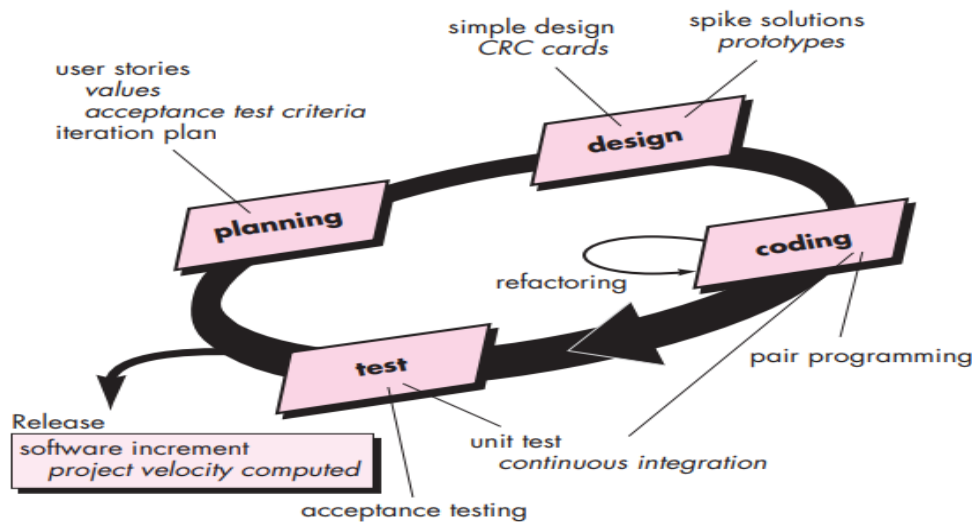 spike solutions
prototypes
simple design
CRC cards
user stories
values
acceptance test criteria
iteration plan
design
planning
coding
refactoring
test
pair programming
Release
software increment
project velocity computed
unit test
continuous integration
acceptance testing